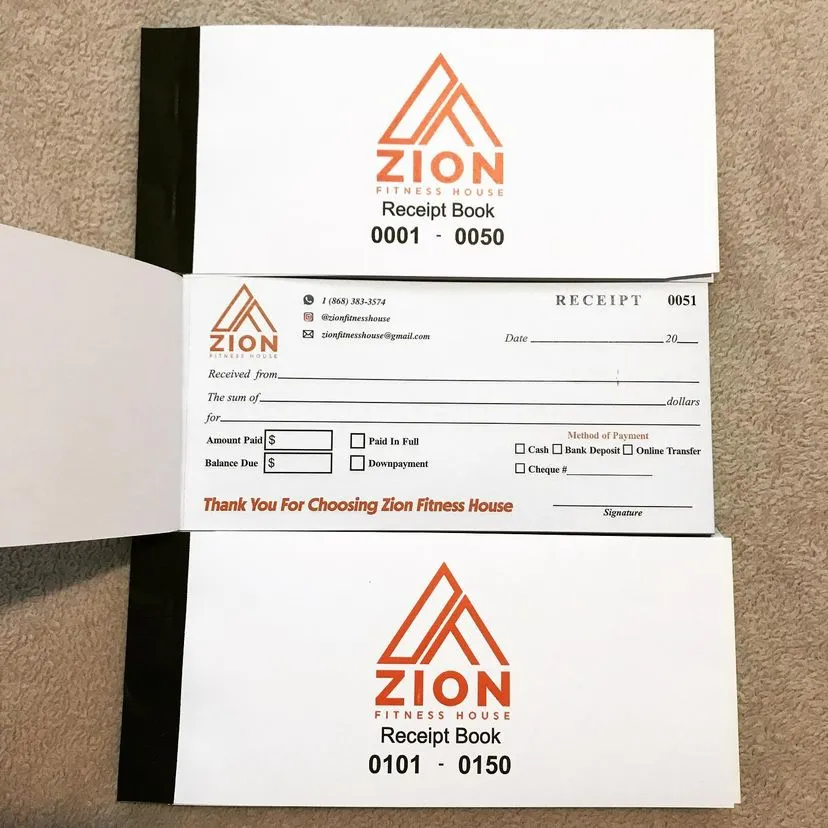 ZION
FITNESS HOUSE
Receipt Book
0001 - 0050
ZION
FITNESS HOUSE
1 (868) 383-3574
@zionfitnesshouse
zionfitnesshouse@gmail.com
RECEIPT 0051
Date 20
Received from
The sum of dollars
for
Amount Paid $ Paid In Full
Balance Due $ Downpayment
Method of Payment
Cash Bank Deposit Online Transfer
Cheque #
Thank You For Choosing Zion Fitness House
Signature
ZION
FITNESS HOUSE
Receipt Book
0101 - 0150